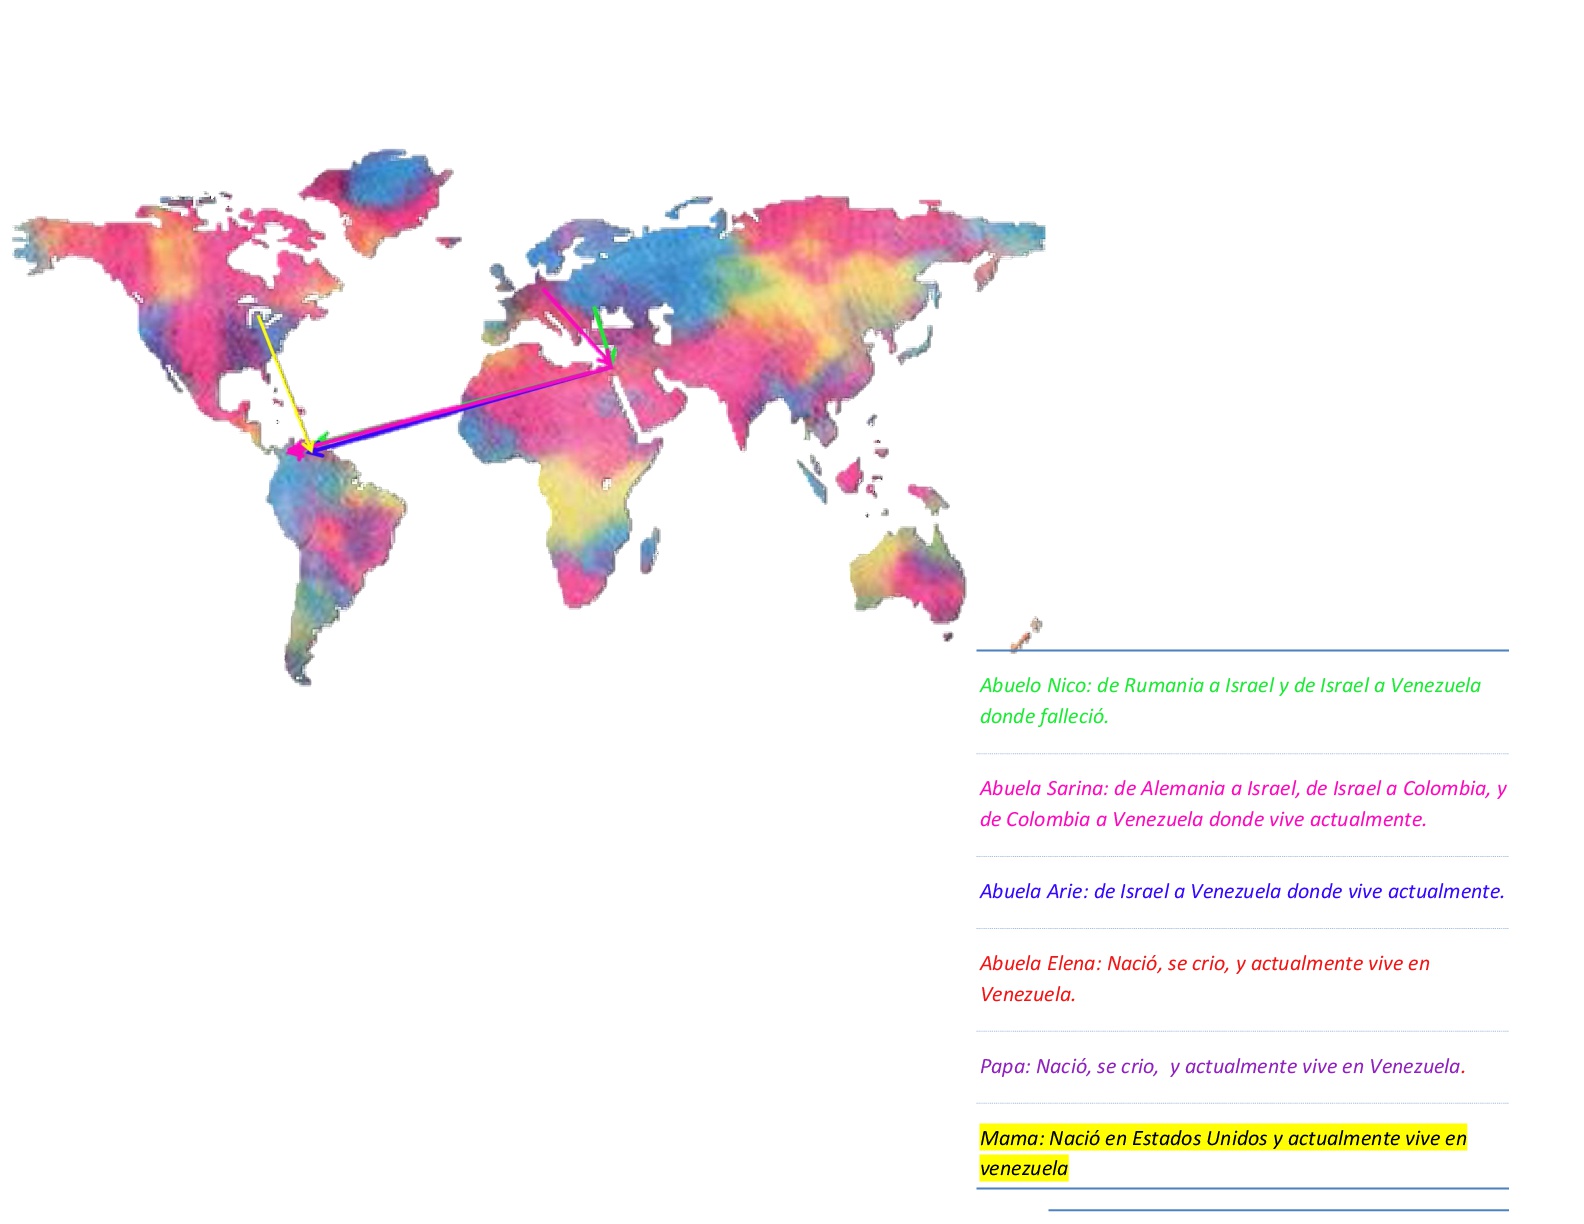 Abuelo Nico: de Rumania a Israel y de Israel a Venezuela
donde falleció.
Abuela Sarina: de Alemania a Israel, de Israel a Colombia, y
de Colombia a Venezuela donde vive actualmente.
Abuela Arie: de Israel a Venezuela donde vive actualmente.
Abuela Elena: Nació, se crio, y actualmente vive en
Venezuela.
Papa: Nació, se crio,  y actualmente vive en Venezuela.
Mama: Nació en Estados Unidos y actualmente vive en
venezuela